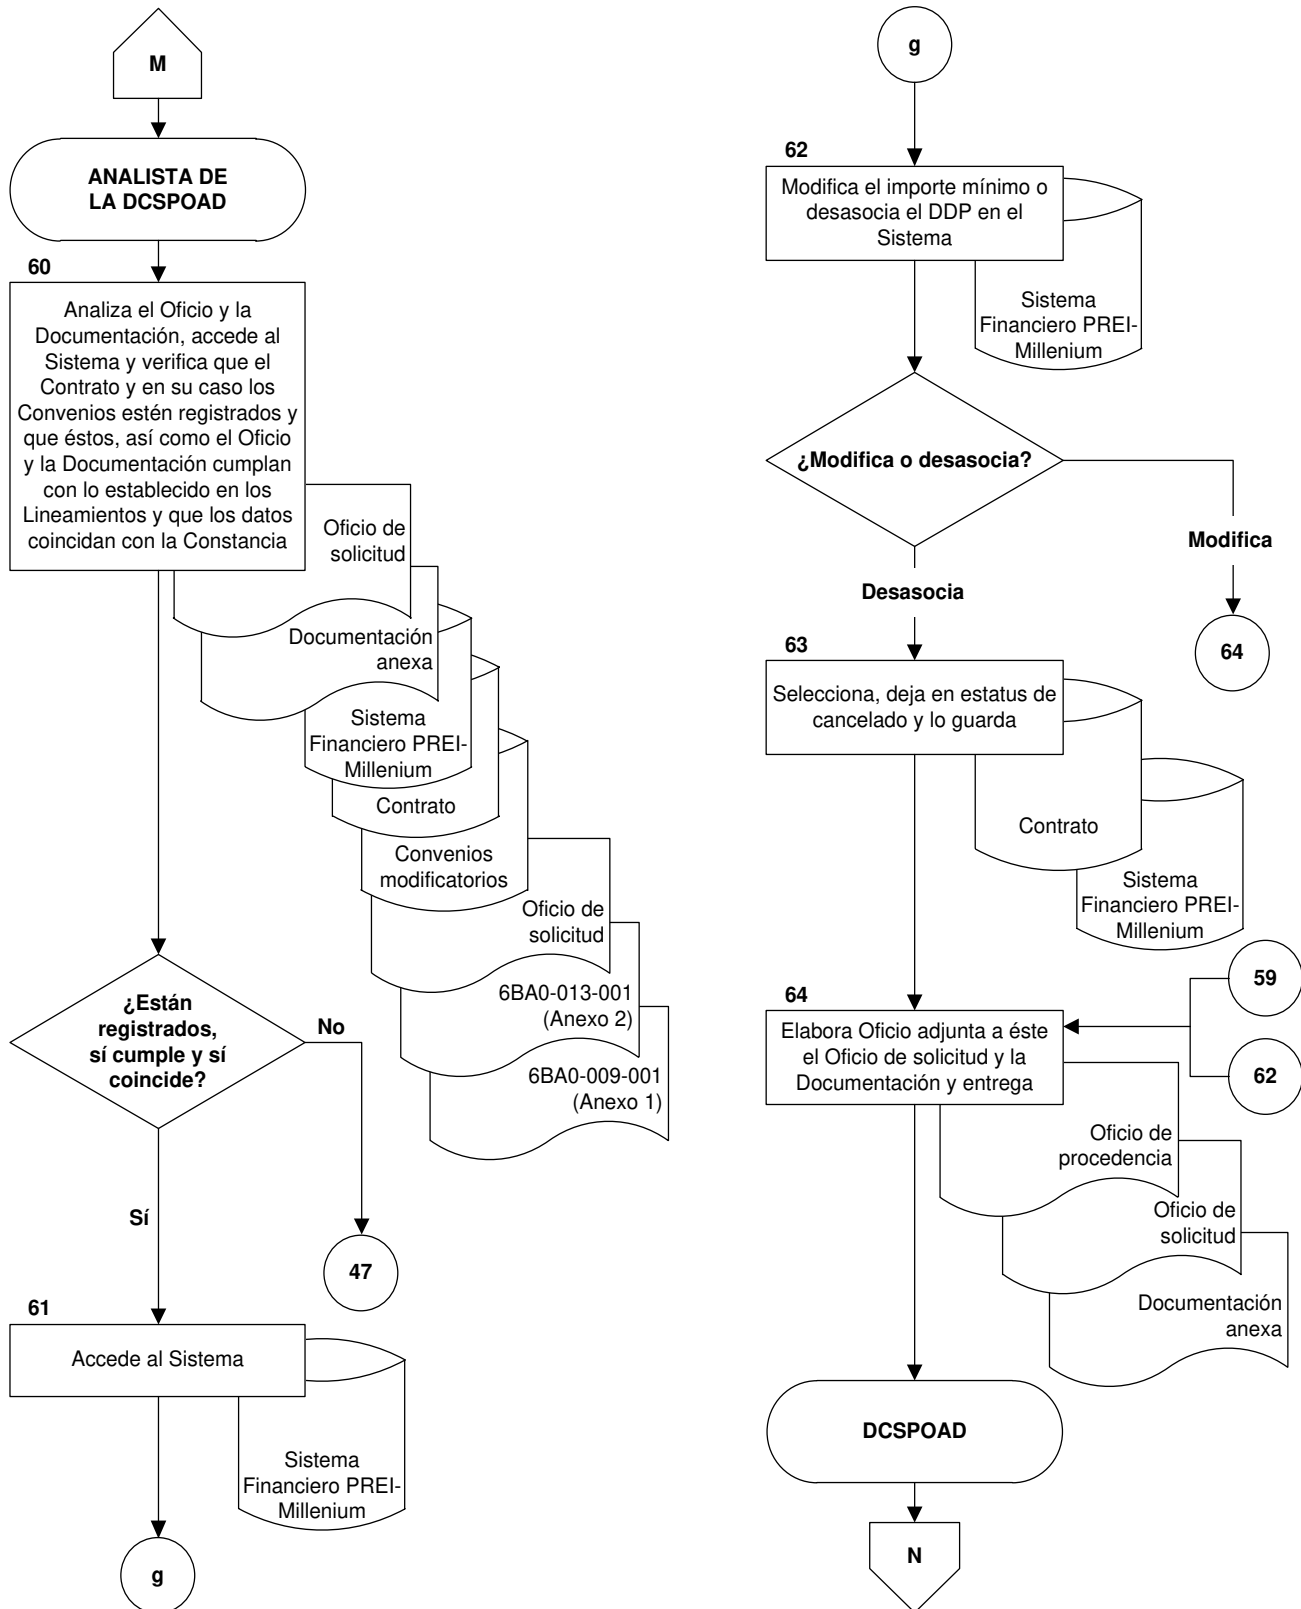 M
ANALISTA DE
LA DCSPOAD
60
Analiza el Oficio y la
Documentación, accede al
Sistema y verifica que el
Contrato y en su caso los
Convenios estén registrados y
que éstos, así como el Oficio
y la Documentación cumplan
con lo establecido en los
Lineamientos y que los datos
coincidan con la Constancia
Oficio de
solicitud
Documentación
anexa
Sistema
Financiero PREI-
Millenium
Contrato
Convenios
modificatorios
Oficio de
solicitud
6BA0-013-001
(Anexo 2)
6BA0-009-001
(Anexo 1)
¿Están
registrados,
sí cumple y sí
coincide?
No
47
Sí
61
Accede al Sistema
Sistema
Financiero PREI-
Millenium
g
g
62
Modifica el importe mínimo o
desasocia el DDP en el
Sistema
Sistema
Financiero PREI-
Millenium
¿Modifica o desasocia?
Modifica
64
Desasocia
63
Selecciona, deja en estatus de
cancelado y lo guarda
Contrato
Sistema
Financiero PREI-
Millenium
59
62
64
Elabora Oficio adjunta a éste
el Oficio de solicitud y la
Documentación y entrega
Oficio de
procedencia
Oficio de
solicitud
Documentación
anexa
DCSPOAD
N